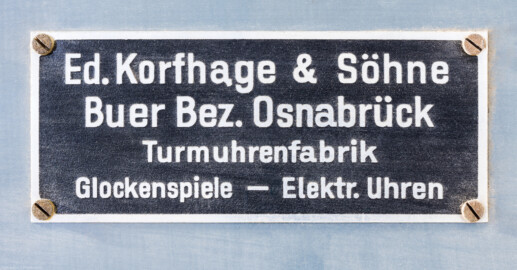 Ed. Korfhage & Söhne
Buer Bez. Osnabrück
Turmuhrenfabrik
Glockenspiele — Elektr. Uhren